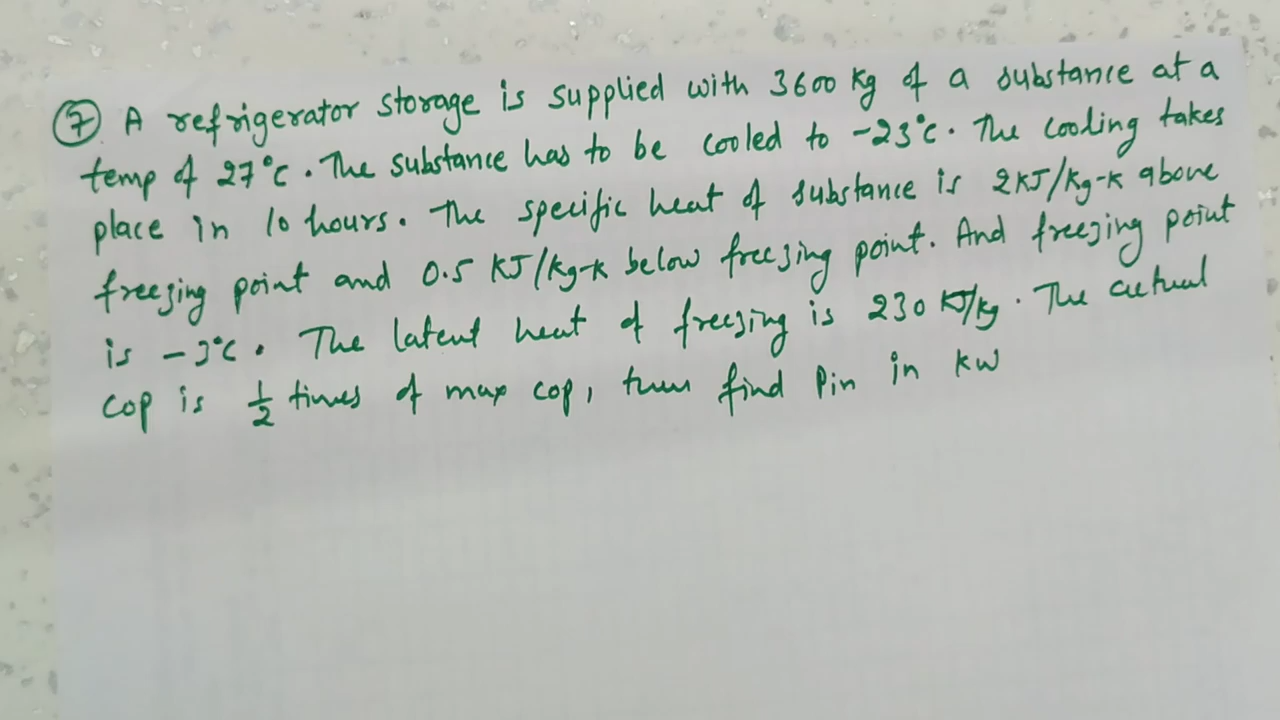 ⑦ A refrigerator storage is supplied with 3600 Kg of a substance at a
temp of 27°C. The substance has to be cooled to -23°C. The cooling takes
place in 10 hours. The specific heat of substance is 2KJ/Kg-K above
freezing point and 0.5 KJ/Kg-K below freezing point. And freezing point
is -3°C. The latent heat of freezing is 230 KJ/Kg. The actual
COP is 1/2 times of max COP, then find Pin in kW